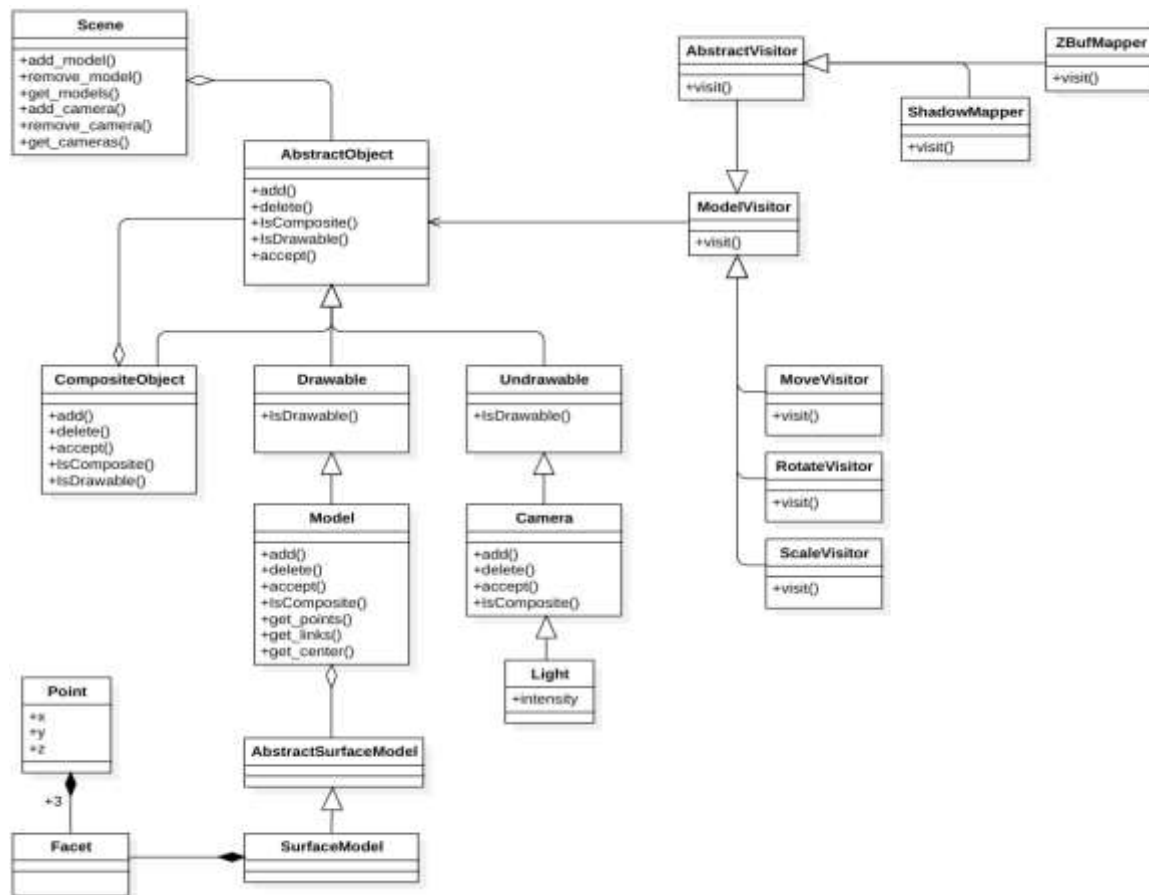 Scene
+add_model()
+remove_model()
+get_models()
+add_camera()
+remove_camera()
+get_cameras()
AbstractVisitor
+visit()
ZBufMapper
+visit()
ShadowMapper
+visit()
AbstractObject
+add()
+delete()
+IsComposite()
+IsDrawable()
+accept()
ModelVisitor
+visit()
CompositeObject
+add()
+delete()
+accept()
+IsComposite()
+IsDrawable()
Drawable
+IsDrawable()
Undrawable
+IsDrawable()
MoveVisitor
+visit()
RotateVisitor
+visit()
ScaleVisitor
+visit()
Model
+add()
+delete()
+accept()
+IsComposite()
+get_points()
+get_links()
+get_center()
Camera
+add()
+delete()
+accept()
+IsComposite()
Light
+intensity
Point
+x
+y
+z
+3
AbstractSurfaceModel
Facet
SurfaceModel